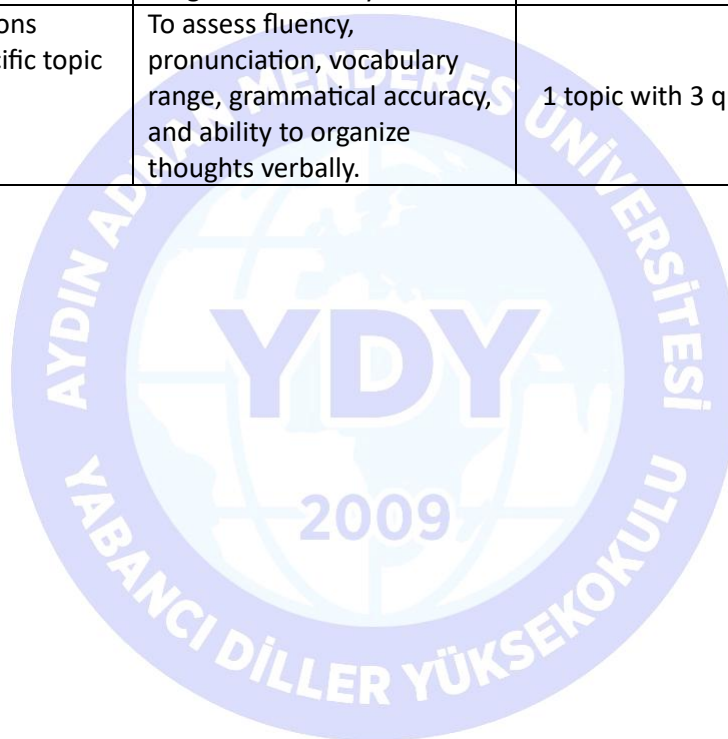 ons
To assess fluency,
cific topic
pronunciation, vocabulary
range, grammatical accuracy,
1 topic with 3 q
and ability to organize
thoughts verbally.
AYDIN ADNAN MENDERES ÜNİVERSİTESİ
YDY
2009
YABANCI DİLLER YÜKSEKOKULU